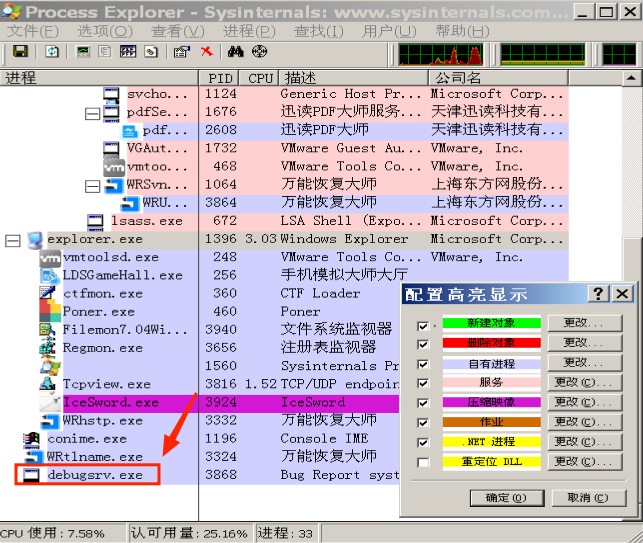 Process Explorer - Sysinternals: www.sysinternals.com...
文件(F) 选项(O) 查看(V) 进程(P) 查找(I) 用户(U) 帮助(H)
进程 PID CPU 描述 公司名
svcho... 1124 Generic Host Pr... Microsoft Corp...
pdfSe... 1676 迅读PDF大师服务... 天津迅读科技有...
pdf... 2608 迅读PDF大师 天津迅读科技有...
VGAut... 1732 VMware Guest Au... VMware, Inc.
vmtoo... 468 VMware Tools Co... VMware, Inc.
WRSvn... 1064 万能恢复大师 上海东方网股份...
WRU... 3864 万能恢复大师 上海东方网股份...
lsass.exe 672 LSA Shell (Expo... Microsoft Corp...
explorer.exe 1396 3.03 Windows Explorer Microsoft Corp...
vmtoolsd.exe 248 VMware Tools Co... VMware, Inc.
LDSGameHall.exe 256 手机模拟大师大厅
ctfmon.exe 360 CTF Loader
Poner.exe 460 Poner
Filemon7.04Wi... 3940 文件系统监视器
Regmon.exe 3656 注册表监视器
1560 Sysinternals Pr
Tcpview.exe 3816 1.52 TCP/UDP endpoin
IceSword.exe 3924 IceSword
WRhstp.exe 3332 万能恢复大师
conime.exe 1196 Console IME
WRtlname.exe 3324 万能恢复大师
debugsrv.exe 3868 Bug Report syst
配置高亮显示
新建对象 更改...
删除对象 更改...
自有进程 更改...
服务 更改(C)...
压缩映像 更改(C)...
作业 更改(C)...
.NET 进程 更改(C)...
重定位 DLL 更改(C)...
确定(O) 取消(C)
CPU 使用: 7.58% 认可用量: 25.16% 进程: 33